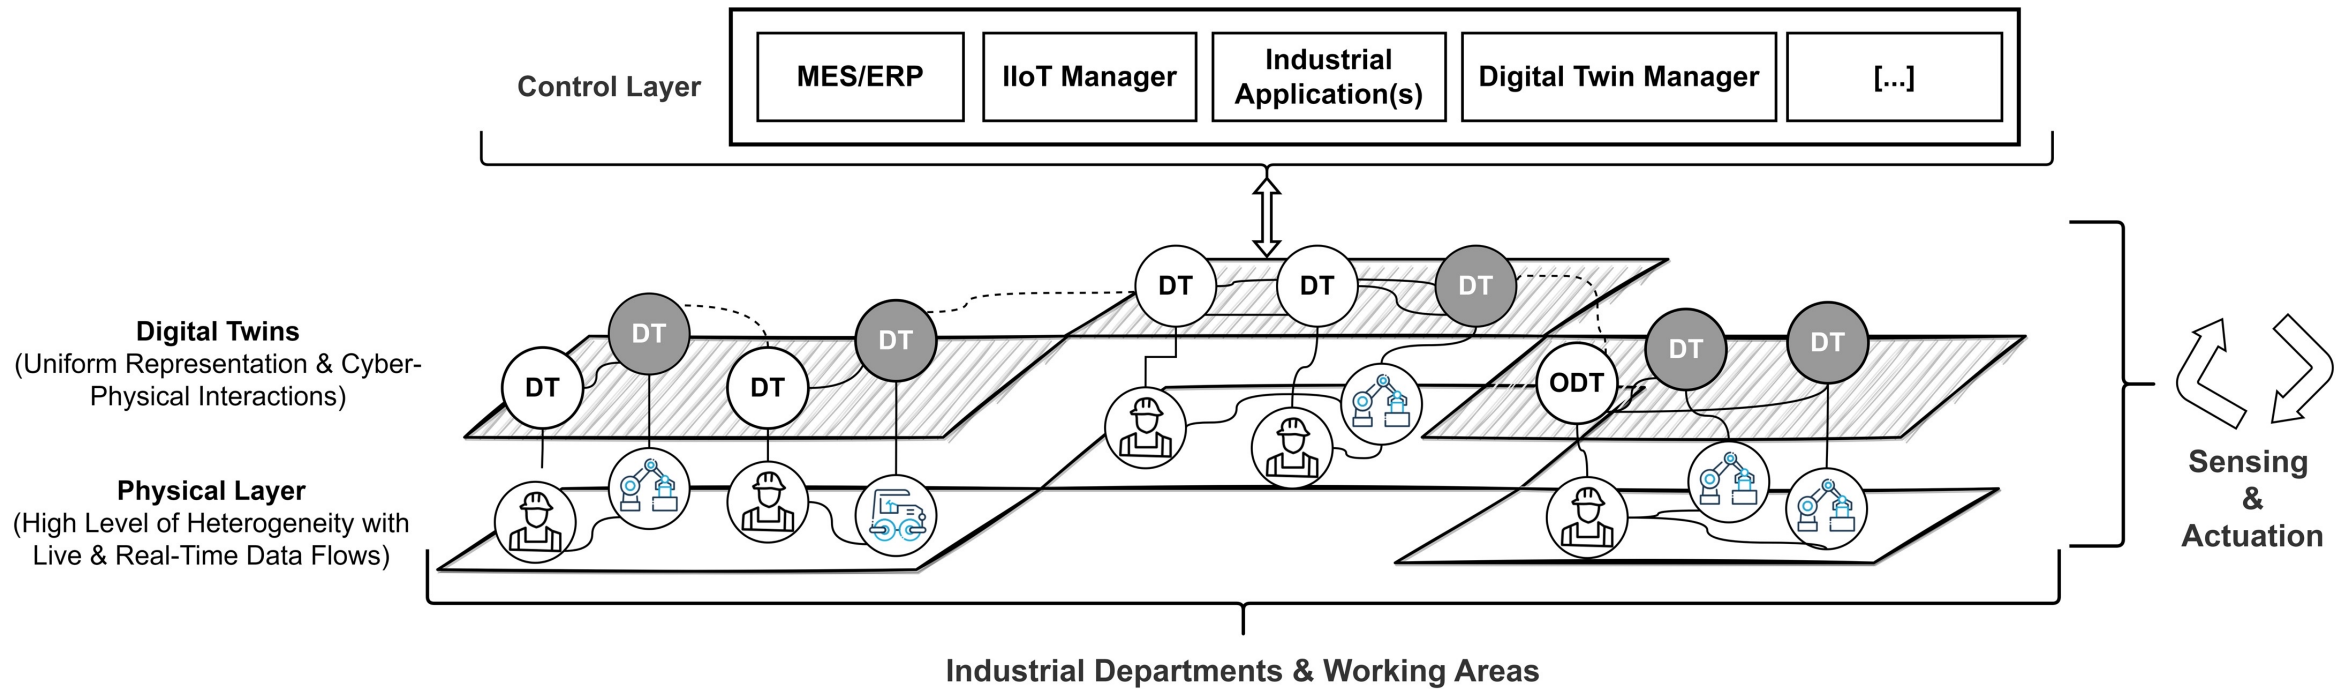 Control Layer
MES/ERP
IIoT Manager
Industrial
Application(s)
Digital Twin Manager
[...]
Digital Twins
(Uniform Representation & Cyber-
Physical Interactions)
DT
DT
DT
DT
DT
DT
DT
ODT
DT
DT
Physical Layer
(High Level of Heterogeneity with
Live & Real-Time Data Flows)
Sensing
&
Actuation
Industrial Departments & Working Areas